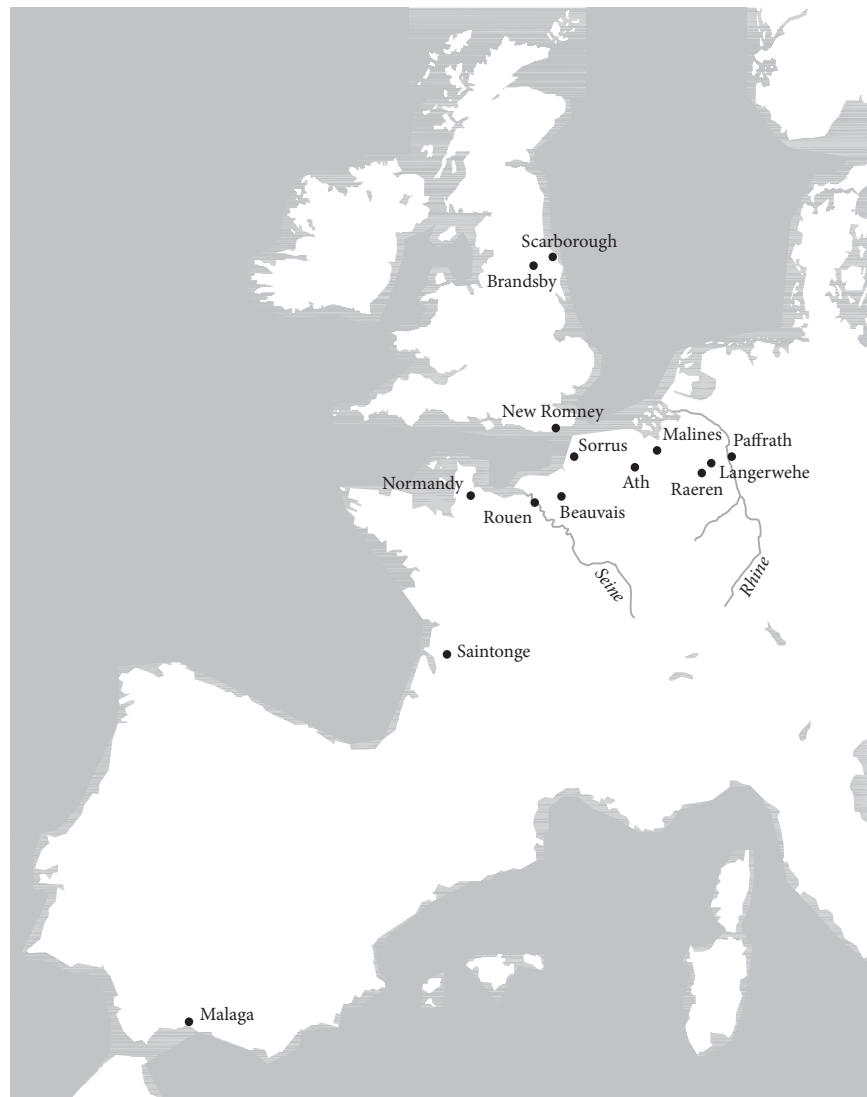 Scarborough
Brandsby
New Romney
Sorrus
Malines
Paffrath
Langerwehe
Raeren
Ath
Normandy
Rouen
Beauvais
Seine
Rhine
Saintonge
Malaga